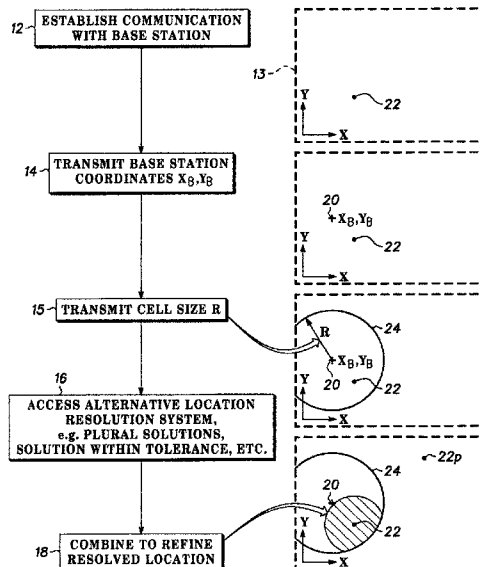 12
ESTABLISH COMMUNICATION
WITH BASE STATION
13
Y
22
X
14
TRANSMIT BASE STATION
COORDINATES XB,YB
20
Y
XB,YB
22
X
15
TRANSMIT CELL SIZE R
24
R
XB,YB
Y
20
22
X
16
ACCESS ALTERNATIVE LOCATION
RESOLUTION SYSTEM,
e.g. PLURAL SOLUTIONS,
SOLUTION WITHIN TOLERANCE, ETC.
24
22p
20
22
Y
X
18
COMBINE TO REFINE
RESOLVED LOCATION